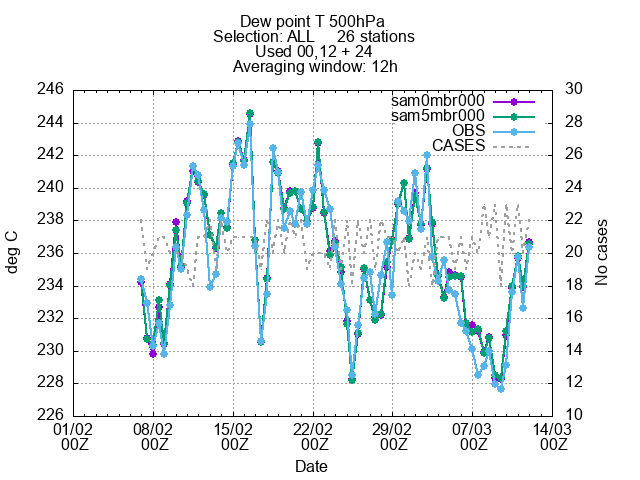 Dew point T 500hPa
Selection: ALL 26 stations
Used 00,12 + 24
Averaging window: 12h
246 30
244 28
242 26
240 24
238 22
236 20
234 18
232 16
230 14
228 12
226 10
sam0mbr000
sam5mbr000
OBS
CASES
deg C
No cases
01/02 08/02 15/02 22/02 29/02 07/03 14/03
00Z 00Z 00Z 00Z 00Z 00Z 00Z
Date